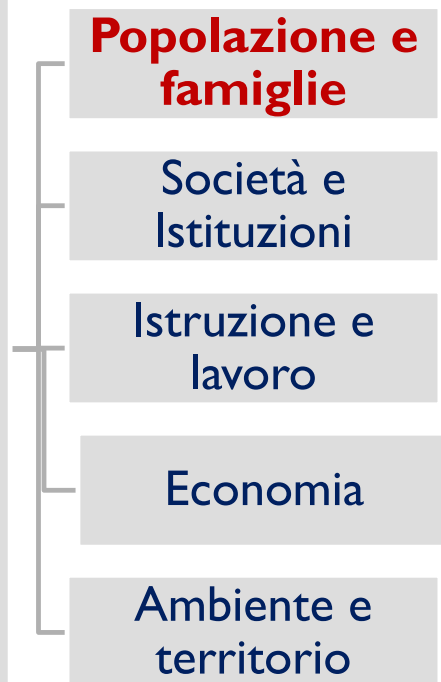 Popolazione e
famiglie
Società e
Istituzioni
Istruzione e
lavoro
Economia
Ambiente e
territorio